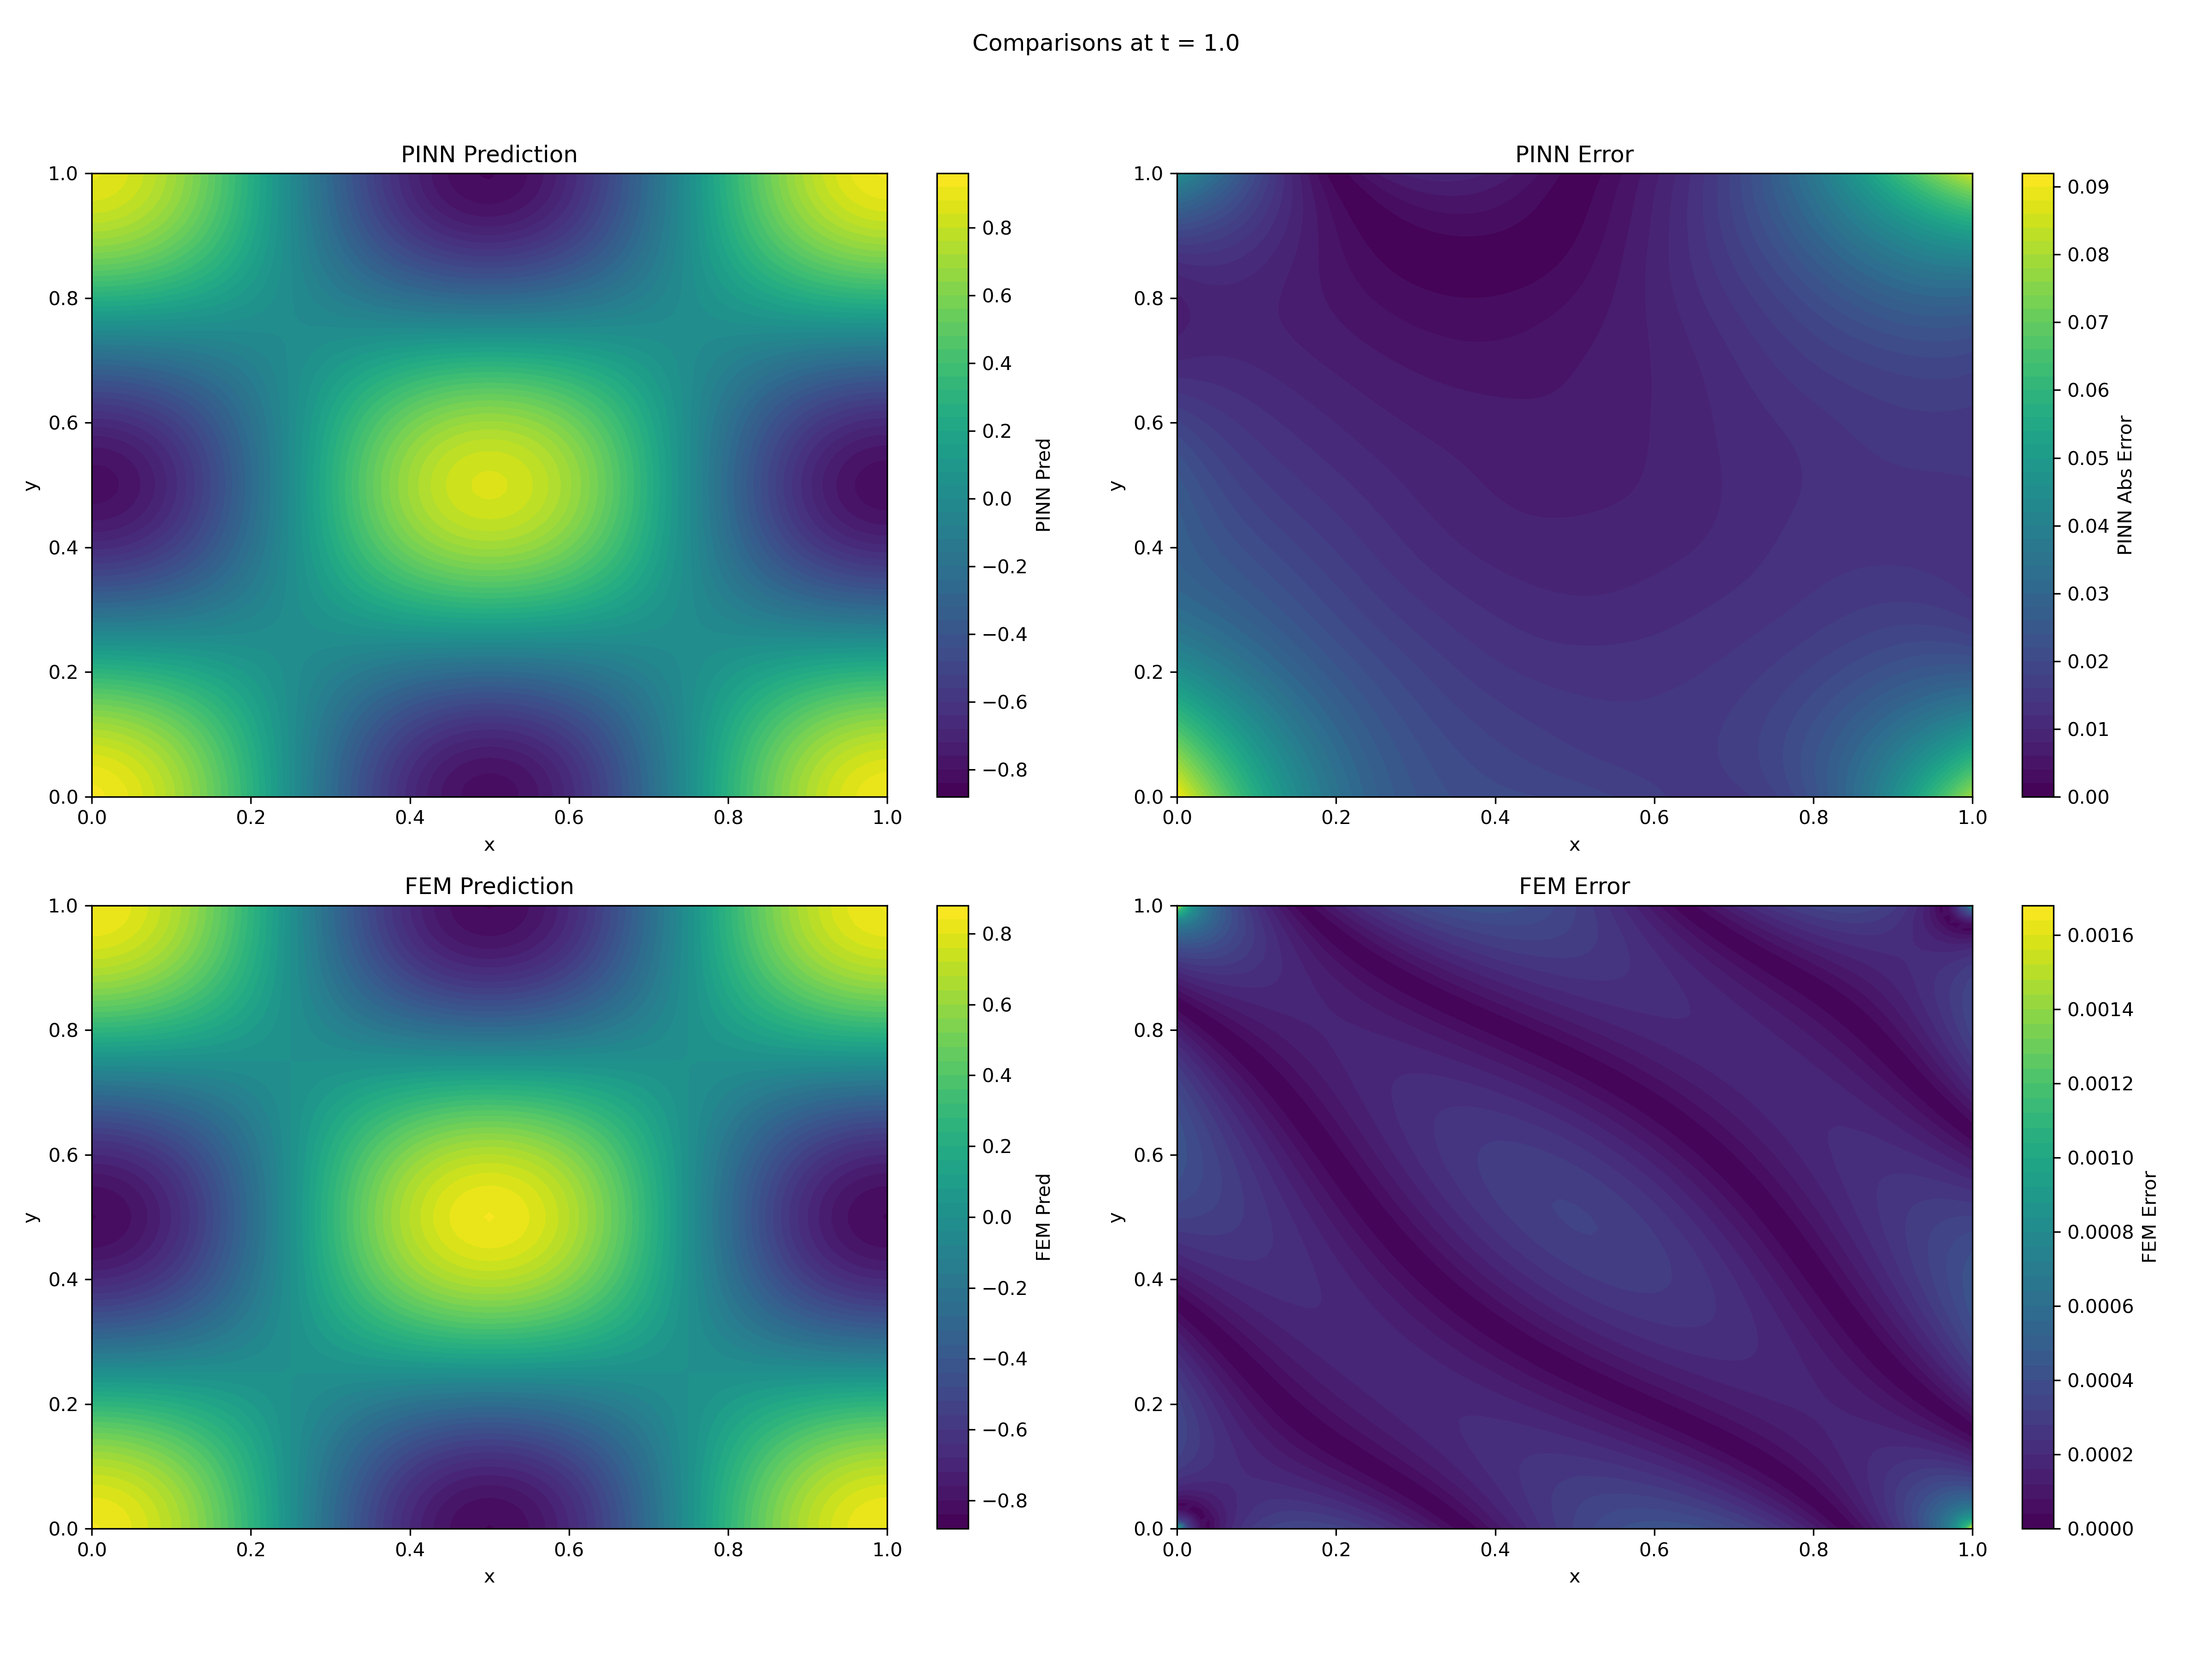 Comparisons at t = 1.0
PINN Prediction
1.0
0.8
0.6
0.4
0.2
0.0
y
0.0 0.2 0.4 0.6 0.8 1.0
x
0.8
0.6
0.4
0.2
0.0
−0.2
−0.4
−0.6
−0.8
PINN Pred
PINN Error
1.0
0.8
0.6
0.4
0.2
0.0
y
0.0 0.2 0.4 0.6 0.8 1.0
x
0.09
0.08
0.07
0.06
0.05
0.04
0.03
0.02
0.01
0.00
PINN Abs Error
FEM Prediction
1.0
0.8
0.6
0.4
0.2
0.0
y
0.0 0.2 0.4 0.6 0.8 1.0
x
0.8
0.6
0.4
0.2
0.0
−0.2
−0.4
−0.6
−0.8
FEM Pred
FEM Error
1.0
0.8
0.6
0.4
0.2
0.0
y
0.0 0.2 0.4 0.6 0.8 1.0
x
0.0016
0.0014
0.0012
0.0010
0.0008
0.0006
0.0004
0.0002
0.0000
FEM Error